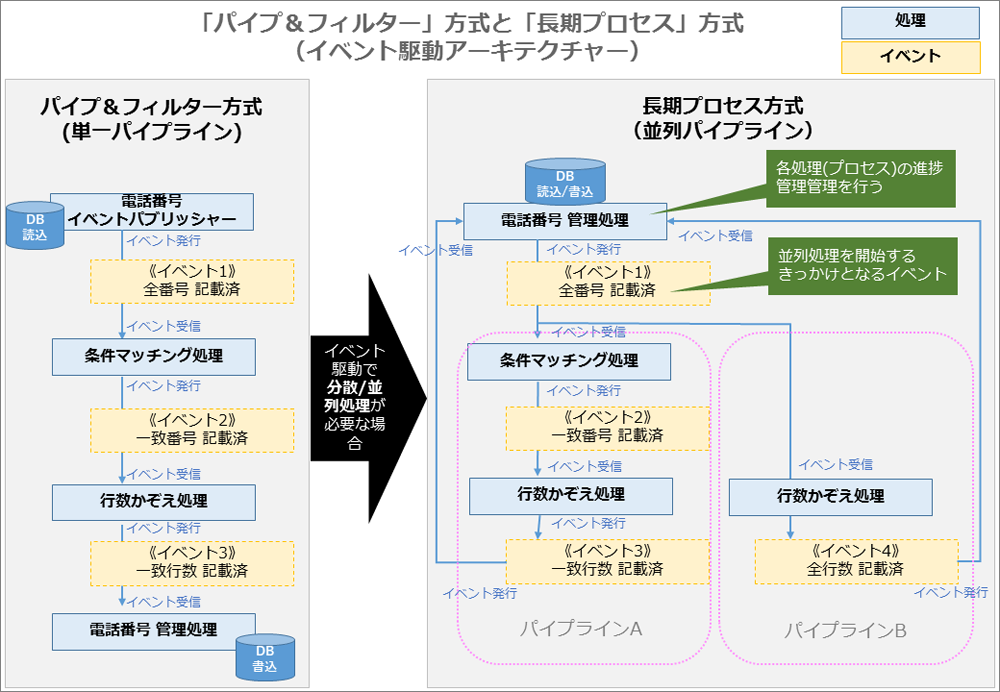 「パイプ＆フィルター」方式と「長期プロセス」方式
（イベント駆動アーキテクチャー）
処理
イベント
パイプ＆フィルター方式
(単一パイプライン)
電話番号
イベントパブリッシャー
DB
読込
イベント発行
《イベント1》
全番号 記載済
イベント受信
条件マッチング処理
イベント発行
《イベント2》
一致番号 記載済
イベント受信
行数かぞえ処理
イベント発行
《イベント3》
一致行数 記載済
イベント受信
電話番号 管理処理
DB
書込
イベント
駆動で
分散/並
列処理が
必要な場
合
長期プロセス方式
（並列パイプライン）
DB
読込/書込
各処理(プロセス)の進捗
管理管理を行う
電話番号 管理処理
イベント受信
イベント発行
イベント受信
並列処理を開始する
きっかけとなるイベント
《イベント1》
全番号 記載済
イベント受信
条件マッチング処理
イベント発行
《イベント2》
一致番号 記載済
イベント受信
行数かぞえ処理
イベント発行
《イベント3》
一致行数 記載済
イベント発行
パイプラインA
イベント受信
行数かぞえ処理
《イベント4》
全行数 記載済
イベント発行
パイプラインB